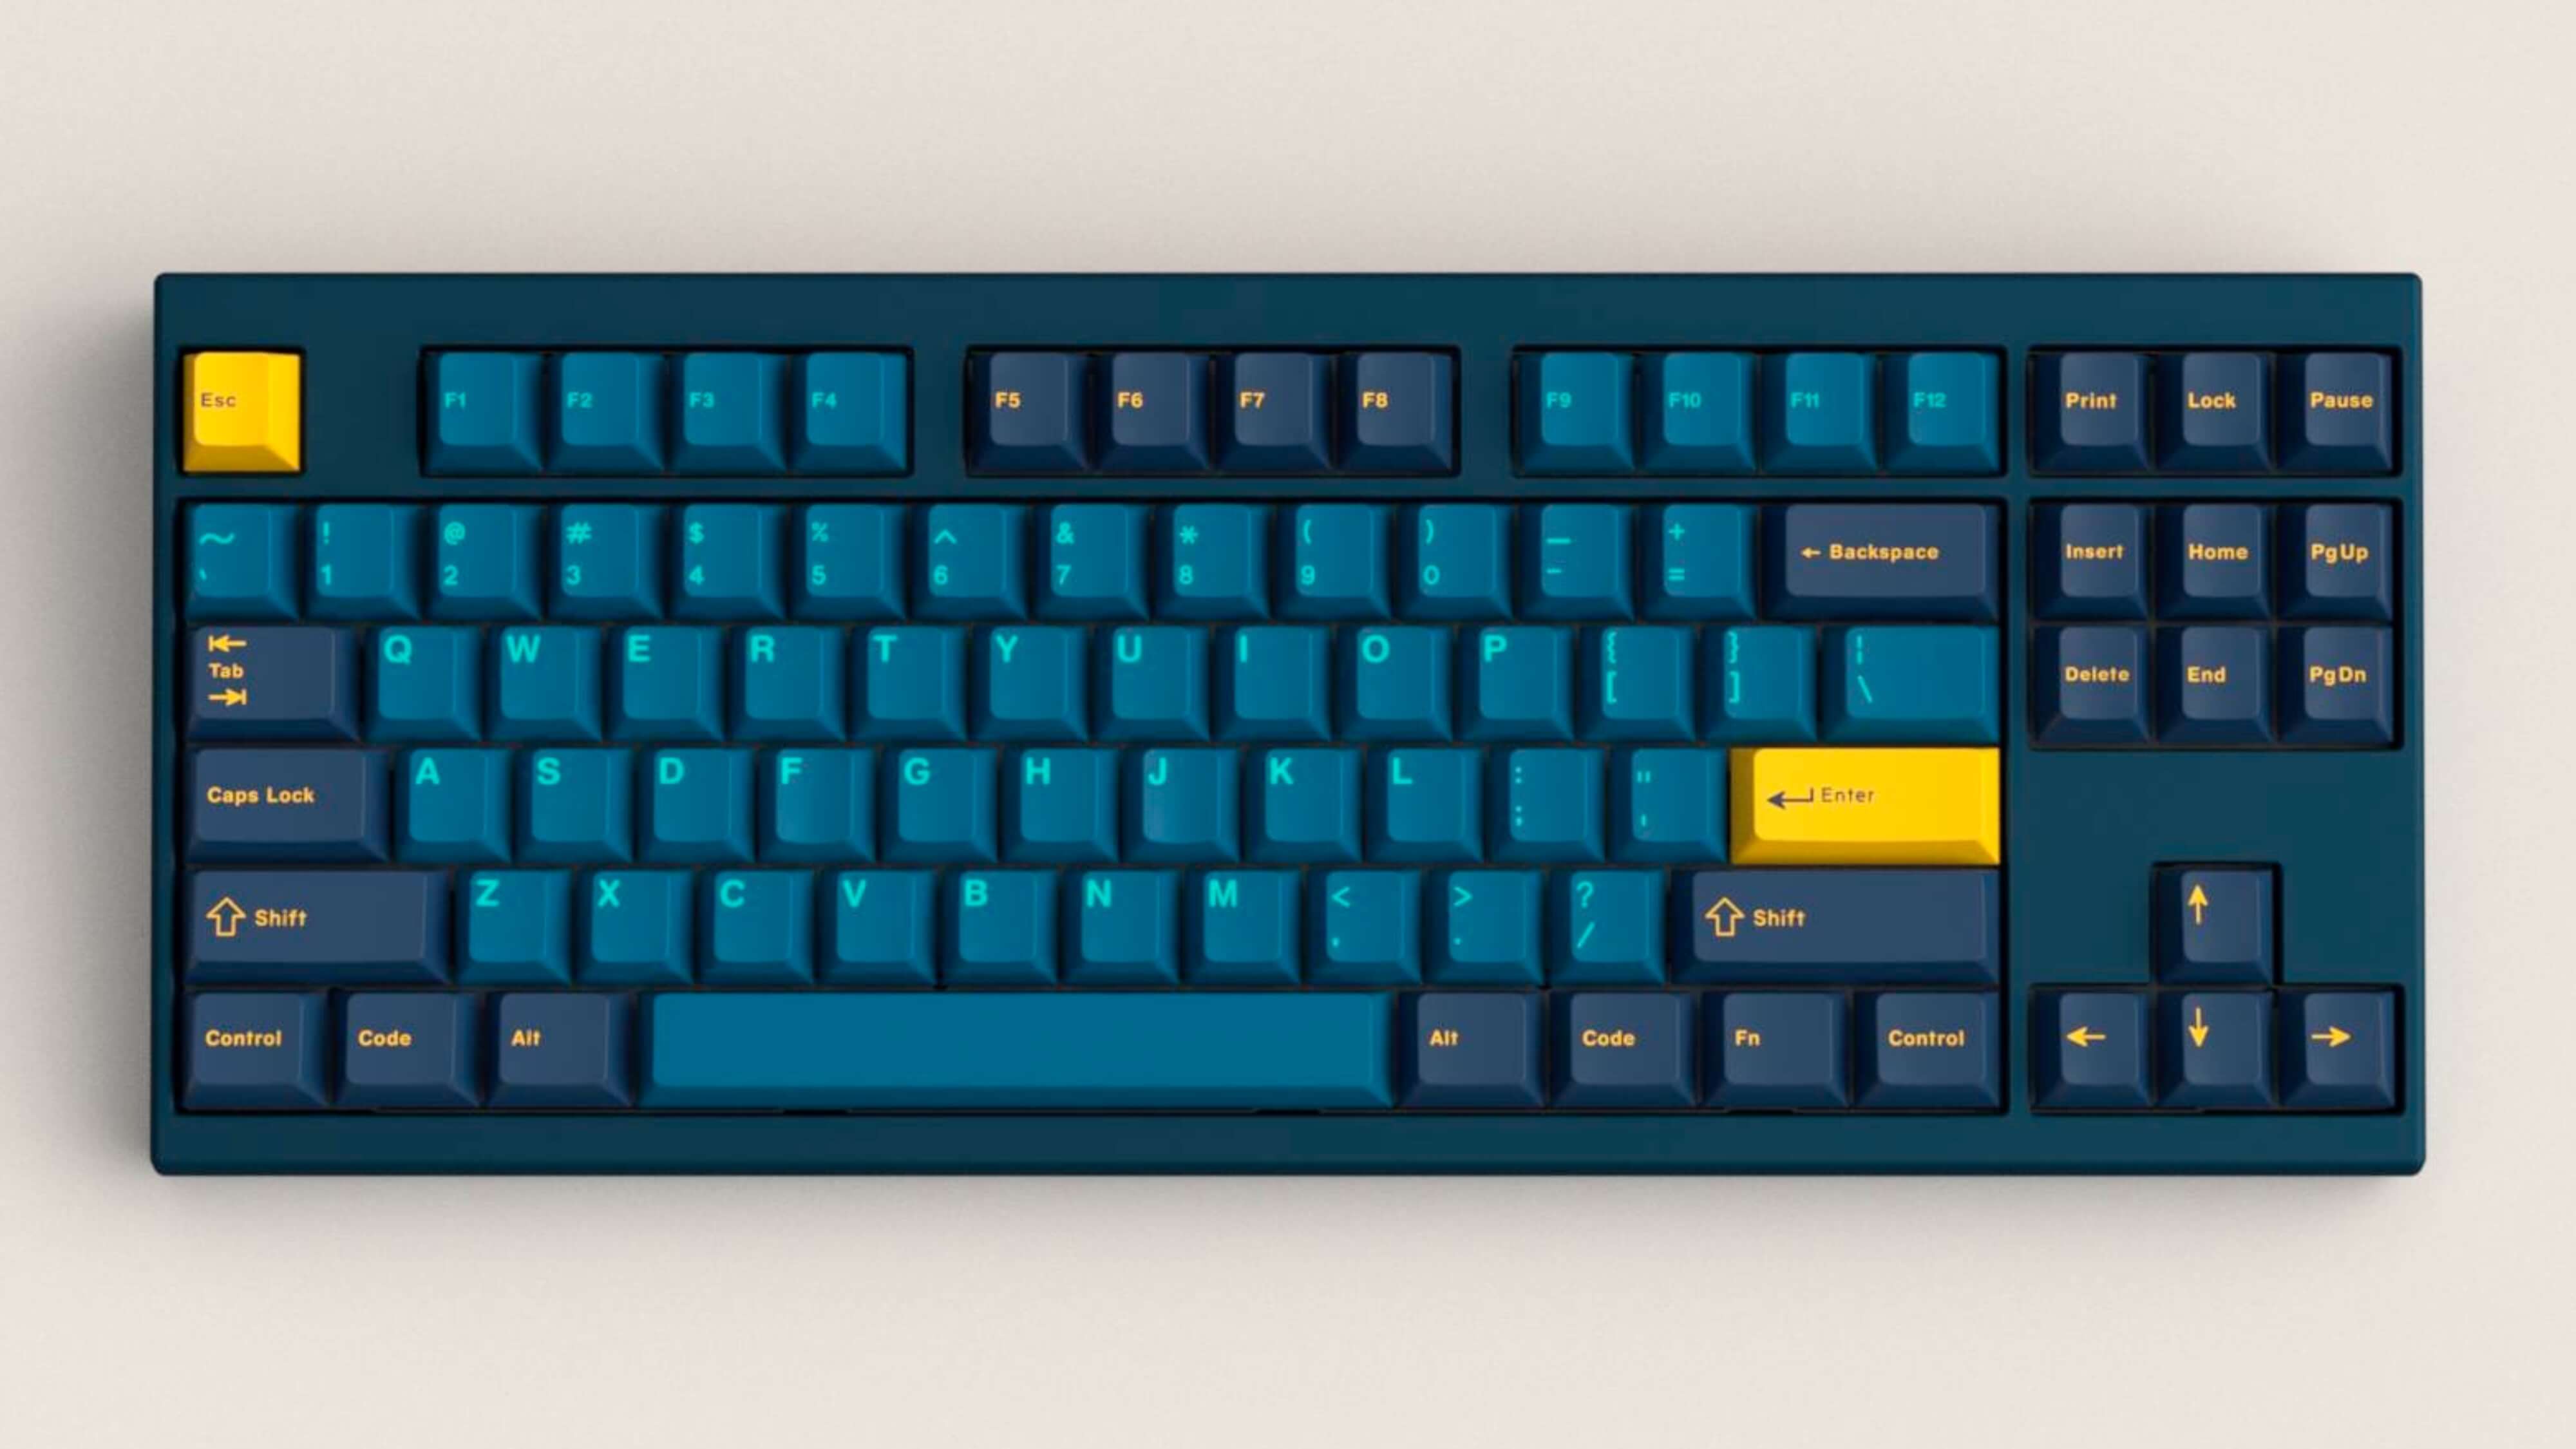 Esc F1 F2 F3 F4 F5 F6 F7 F8 F9 F10 F11 F12 Print Lock Pause
~ ! @ # $ % ^ & * ( ) — +
` 1 2 3 4 5 6 7 8 9 0 - = ← Backspace Insert Home PgUp
⇤ Q W E R T Y U I O P { } ¦
Tab [ ] \ Delete End PgDn
⇥
Caps Lock A S D F G H J K L : " ↵ Enter
; '
⇧ Shift Z X C V B N M < > ? ⇧ Shift ↑
, . /
Control Code Alt Alt Code Fn Control ← ↓ →